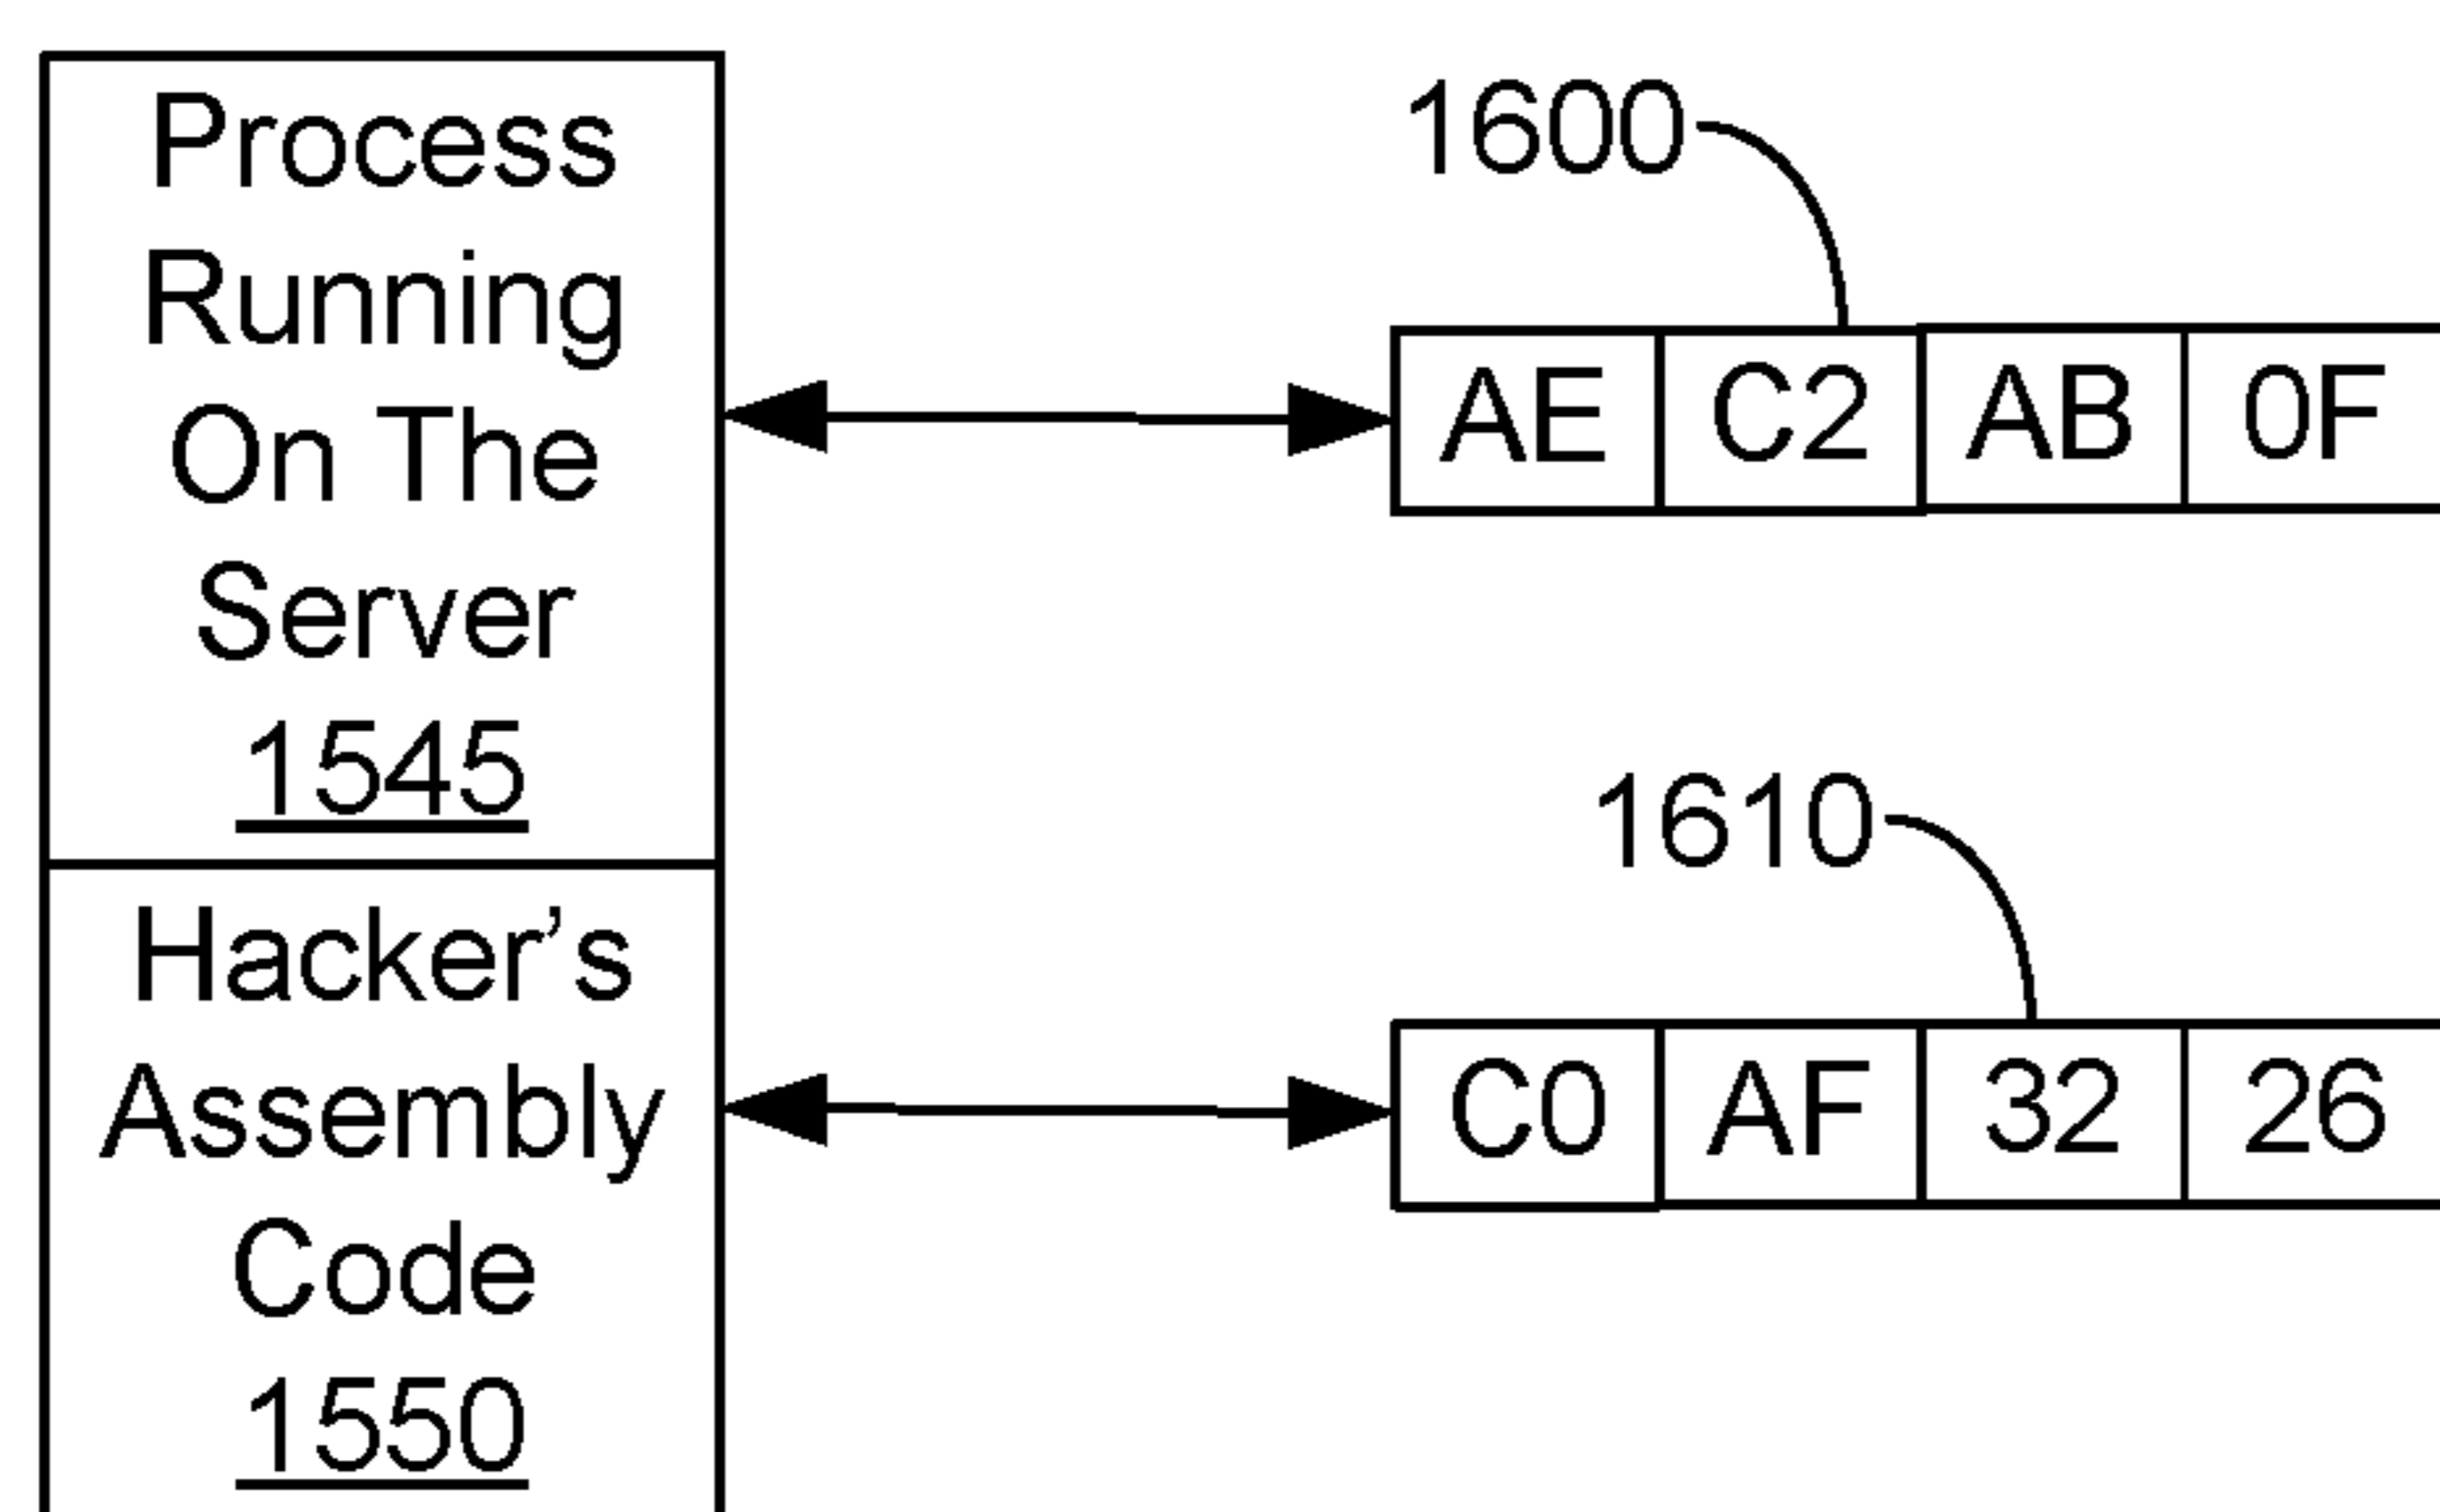 Process
Running
On The
Server
1545
1600
AE C2 AB 0F
Hacker’s
Assembly
Code
1550
1610
C0 AF 32 26